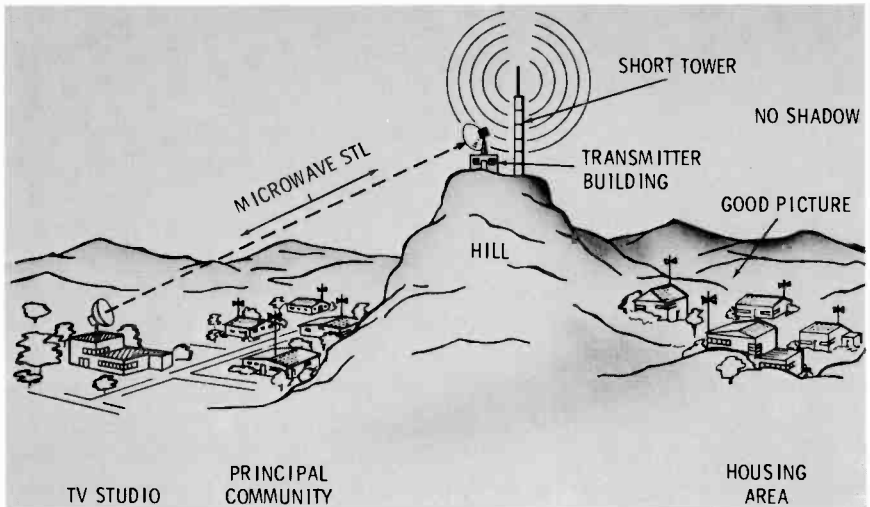 SHORT TOWER
NO SHADOW
MICROWAVE STL
TRANSMITTER
BUILDING
GOOD PICTURE
HILL
TV STUDIO
PRINCIPAL
COMMUNITY
HOUSING
AREA